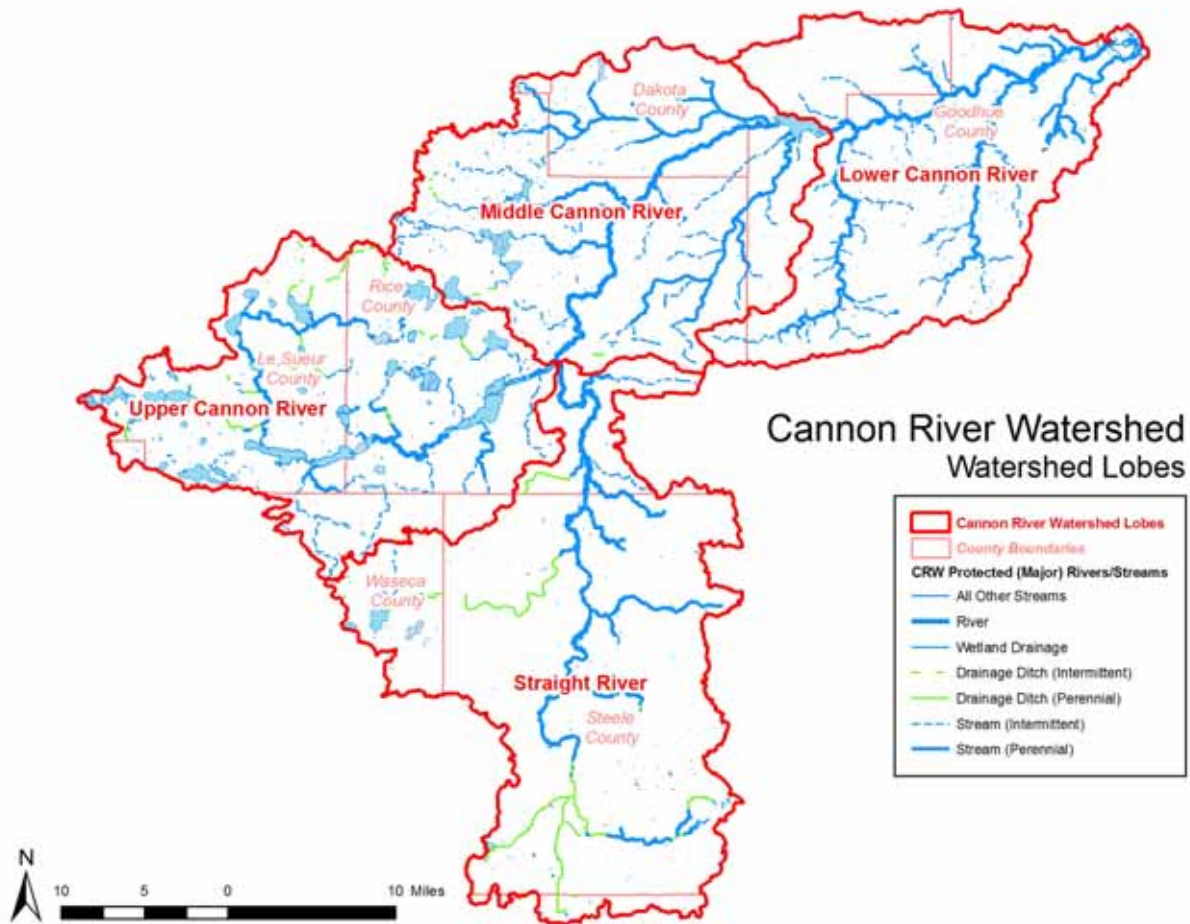 Dakota
County
Goodhue
County
Lower Cannon River
Middle Cannon River
Rice
County
Le Sueur
County
Upper Cannon River
Cannon River Watershed
Watershed Lobes
Cannon River Watershed Lobes
County Boundaries
CRW Protected (Major) Rivers/Streams
All Other Streams
River
Wetland Drainage
Drainage Ditch (Intermittent)
Drainage Ditch (Perennial)
Stream (Intermittent)
Stream (Perennial)
Waseca
County
Straight River
Steele
County
N
10 5 0 10 Miles